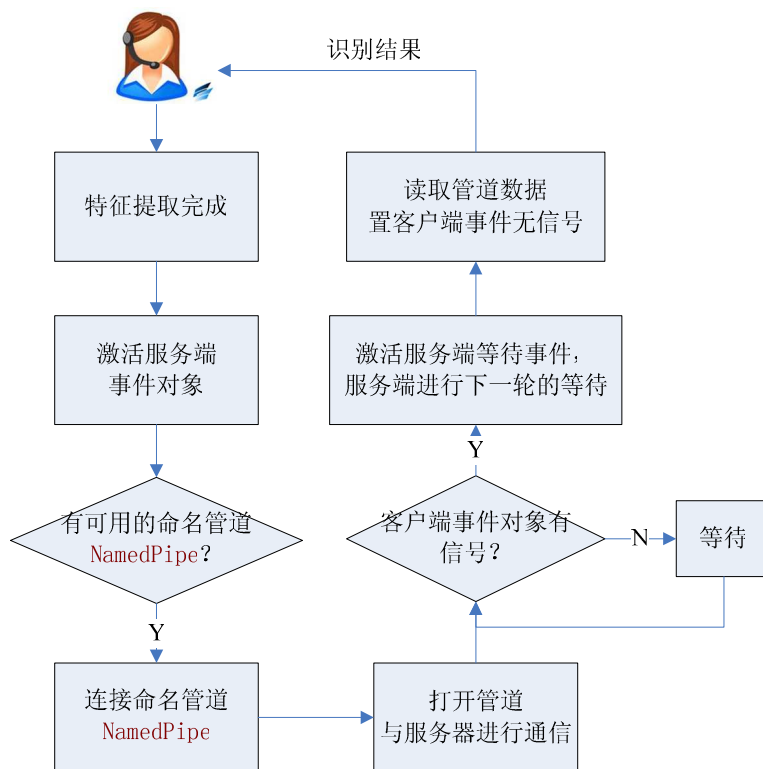 识别结果
特征提取完成
读取管道数据
置客户端事件无信号
激活服务端
事件对象
激活服务端等待事件，
服务端进行下一轮的等待
Y
有可用的命名管道
NamedPipe？
客户端事件对象有
信号？
N
等待
Y
连接命名管道
NamedPipe
打开管道
与服务器进行通信